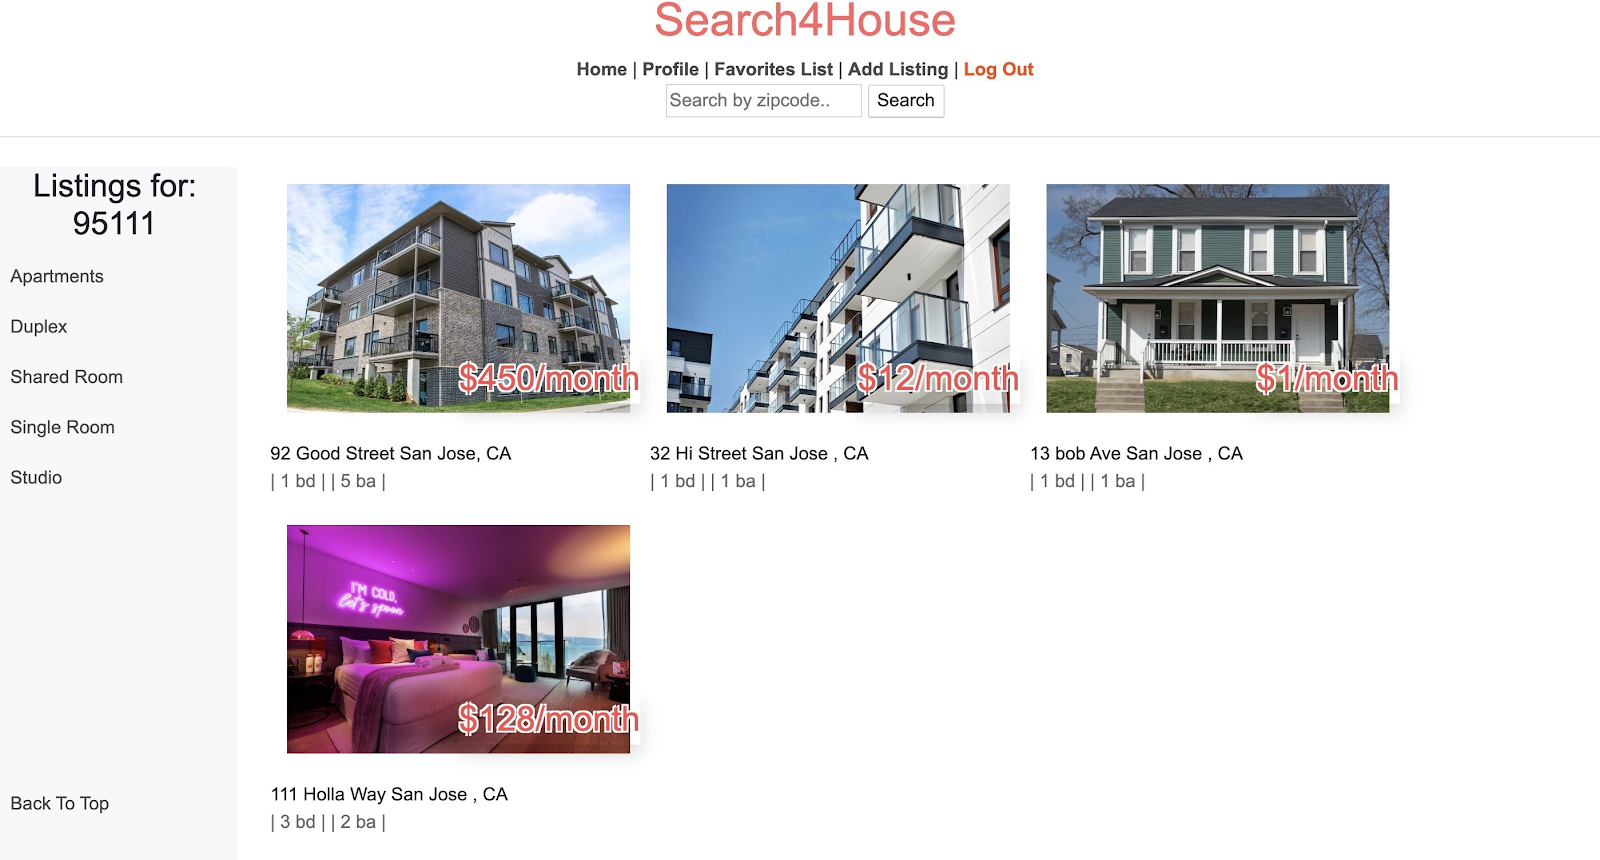 Search4House
Home | Profile | Favorites List | Add Listing | Log Out
Search by zipcode.. Search
Listings for:
95111
Apartments
Duplex
Shared Room
Single Room
Studio
Back To Top
$450/month
92 Good Street San Jose, CA
| 1 bd | | 5 ba |
$12/month
32 Hi Street San Jose , CA
| 1 bd | | 1 ba |
$1/month
13 bob Ave San Jose , CA
| 1 bd | | 1 ba |
I'M COLD,
let's spoon
$128/month
111 Holla Way San Jose , CA
| 3 bd | | 2 ba |